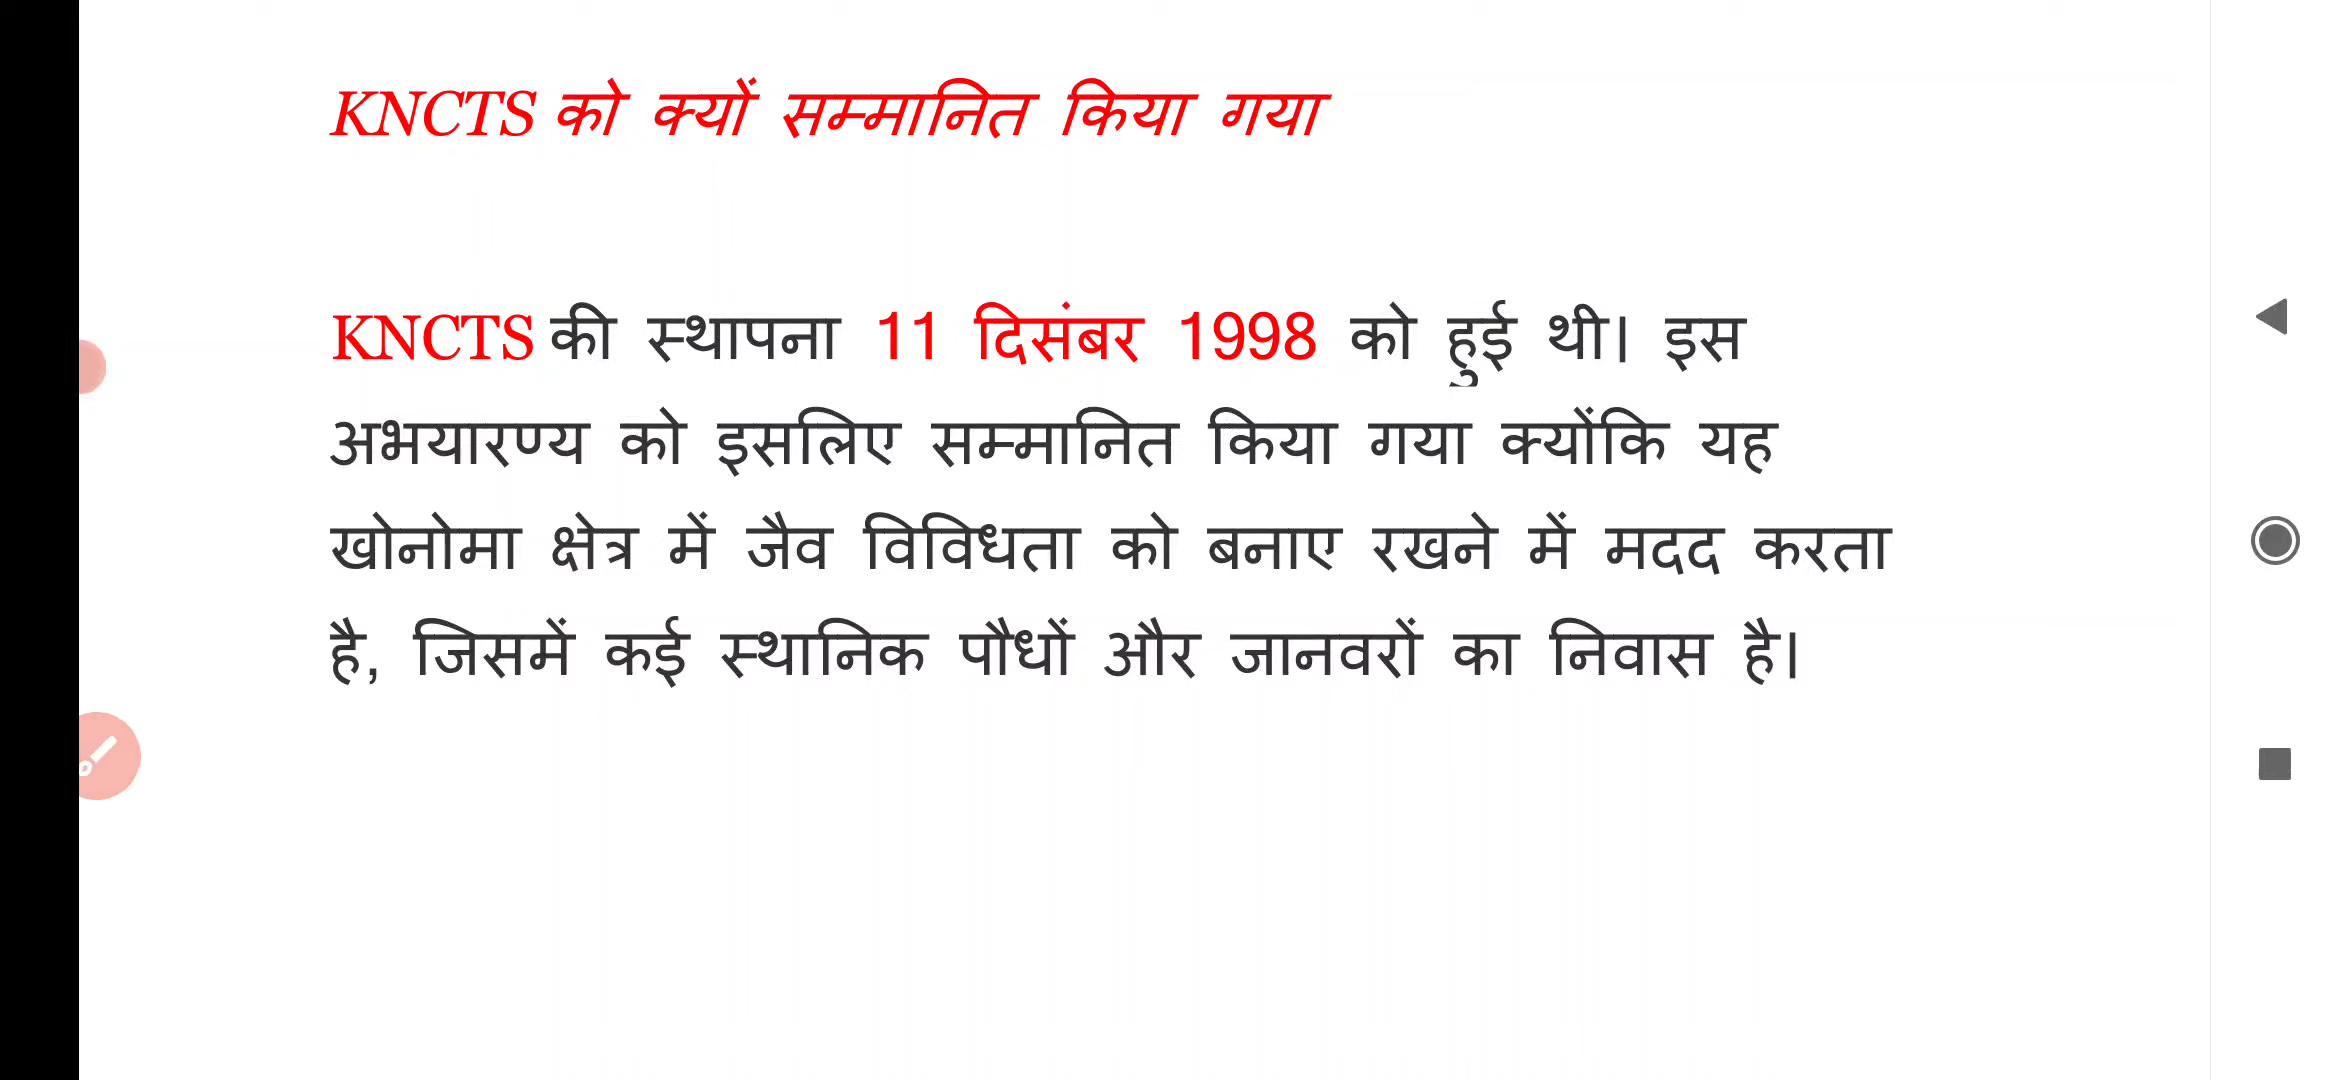 KNCTS को क्यों सम्मानित किया गया
KNCTS की स्थापना 11 दिसंबर 1998 को हुई थी। इस
अभयारण्य को इसलिए सम्मानित किया गया क्योंकि यह
खोनोमा क्षेत्र में जैव विविधता को बनाए रखने में मदद करता
है, जिसमें कई स्थानिक पौधों और जानवरों का निवास है।